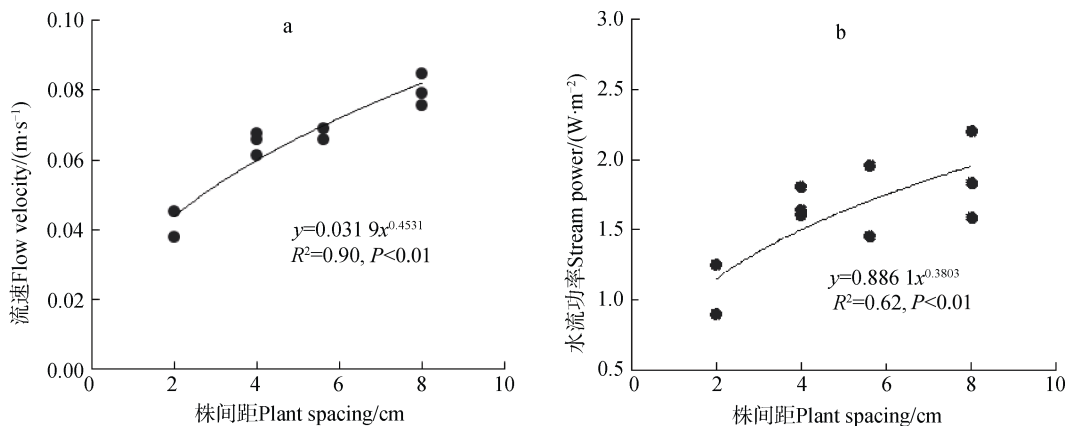 a
0.10
0.08
0.06
0.04
0.02
0.00
0
2
4
6
8
10
流速Flow velocity/(m·s⁻¹)
y=0.031 9x^0.4531
R²=0.90, P<0.01
株间距Plant spacing/cm
b
3.0
2.5
2.0
1.5
1.0
0.5
0
2
4
6
8
10
水流功率Stream power/(W·m⁻²)
y=0.886 1x^0.3803
R²=0.62, P<0.01
株间距Plant spacing/cm